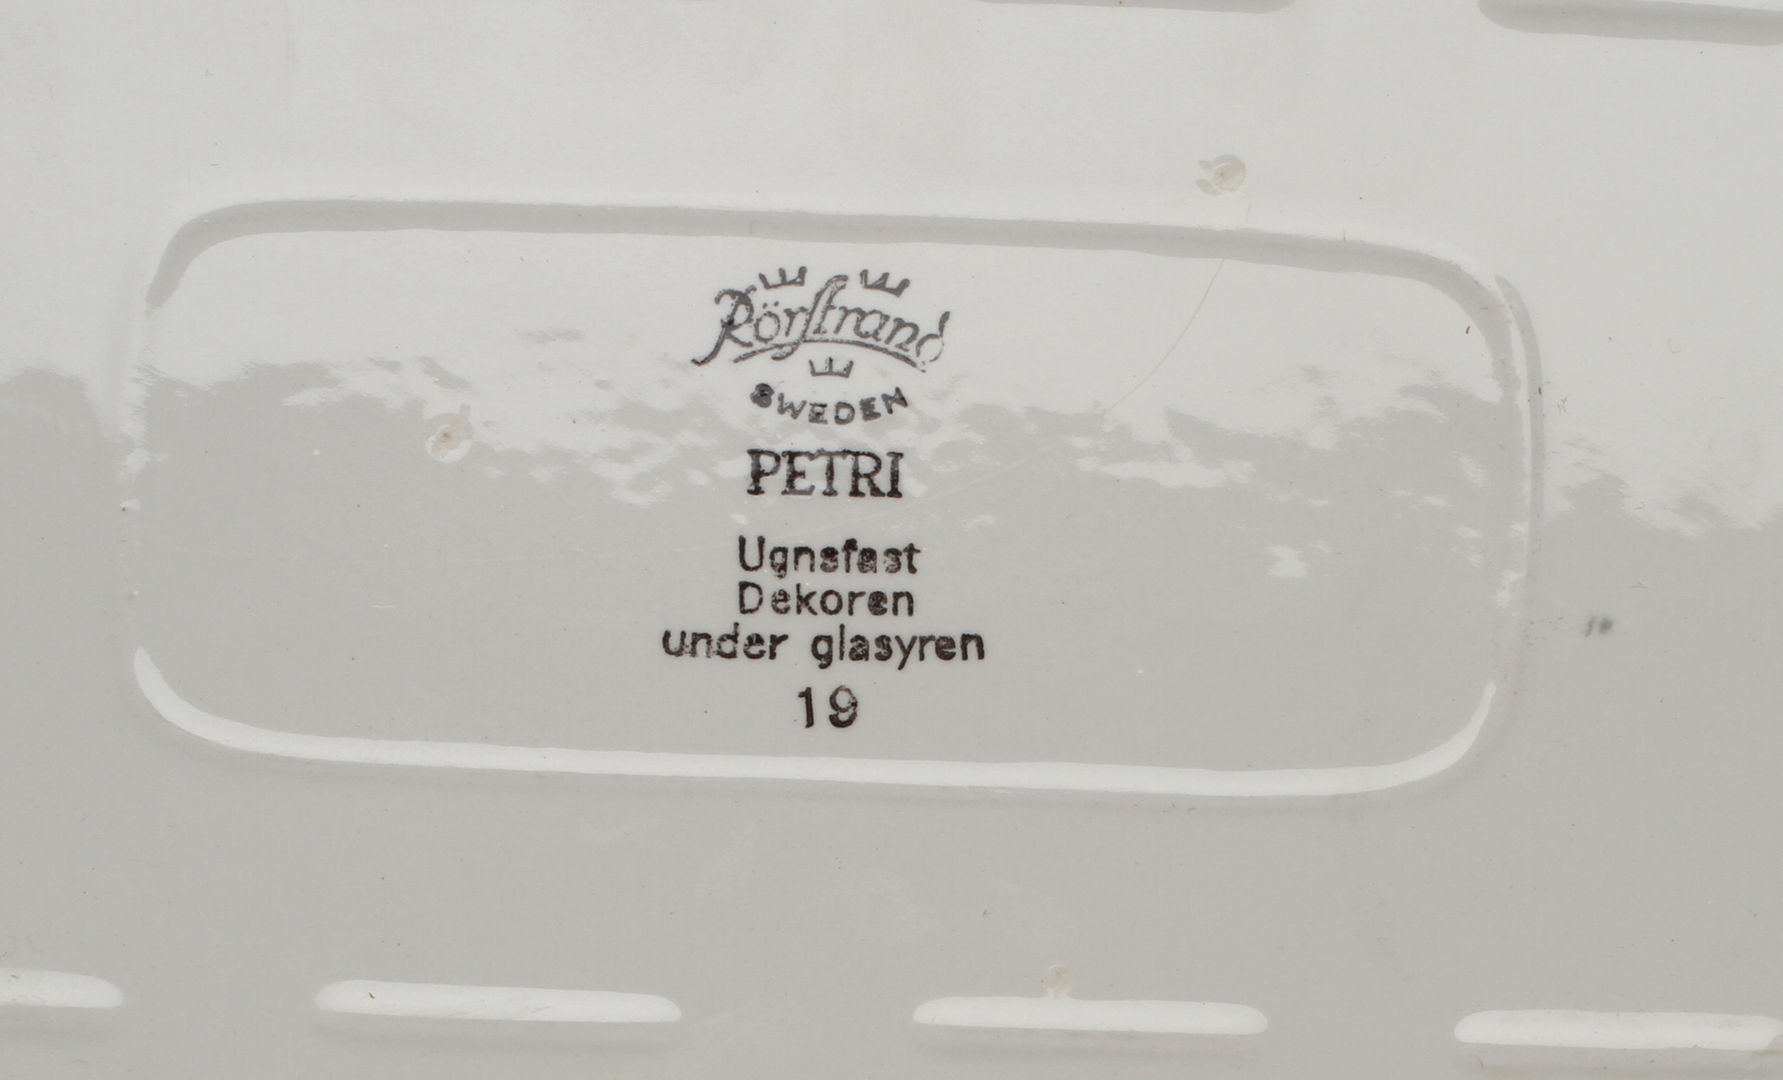 Rörstrand
SWEDEN
PETRI
Ugnsfast
Dekoren
under glasyren
19